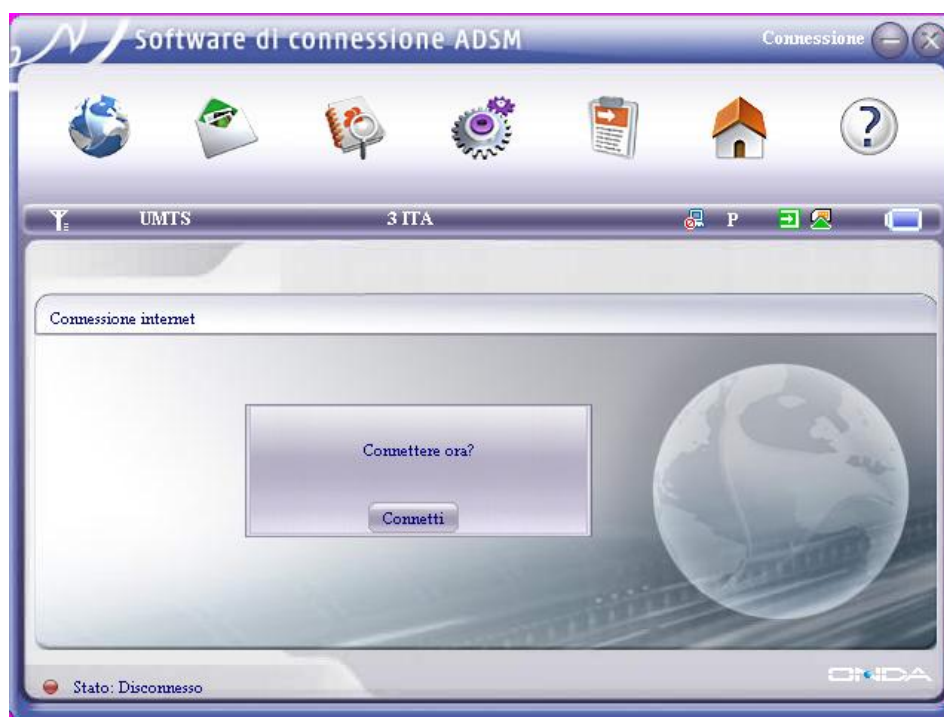 Software di connessione ADSM
Connessione
?
UMTS
3 ITA
P
Connessione internet
Connettere ora?
Connetti
Stato: Disconnesso
ONDA